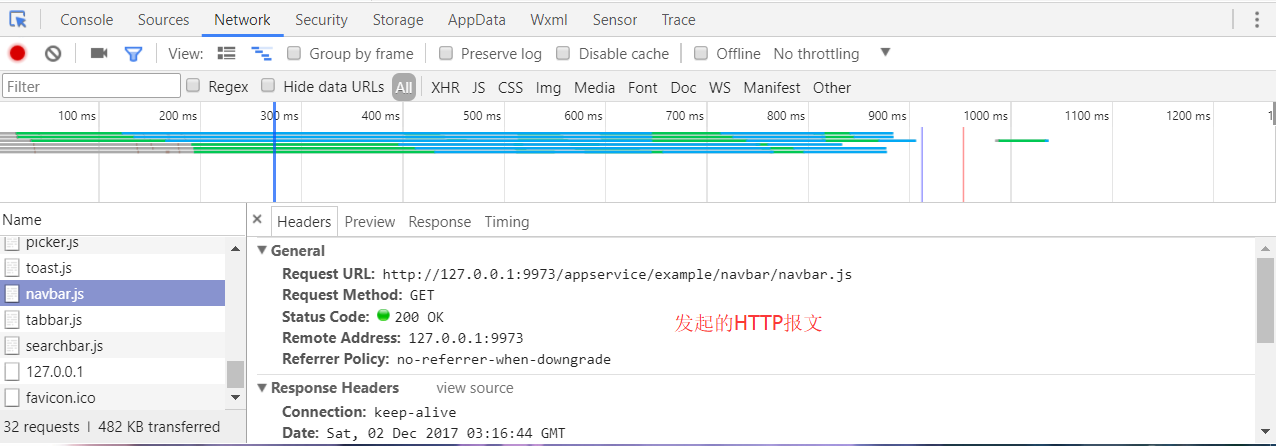 Console Sources Network Security Storage AppData Wxml Sensor Trace
View: Group by frame Preserve log Disable cache Offline No throttling
Filter Regex Hide data URLs All XHR JS CSS Img Media Font Doc WS Manifest Other
100 ms 200 ms 300 ms 400 ms 500 ms 600 ms 700 ms 800 ms 900 ms 1000 ms 1100 ms 1200 ms 1
Name
picker.js
toast.js
navbar.js
tabbar.js
searchbar.js
127.0.0.1
favicon.ico
32 requests | 482 KB transferred
× Headers Preview Response Timing
General
Request URL: http://127.0.0.1:9973/appservice/example/navbar/navbar.js
Request Method: GET
Status Code: 200 OK
Remote Address: 127.0.0.1:9973
Referrer Policy: no-referrer-when-downgrade
发起的HTTP报文
Response Headers view source
Connection: keep-alive
Date: Sat, 02 Dec 2017 03:16:44 GMT